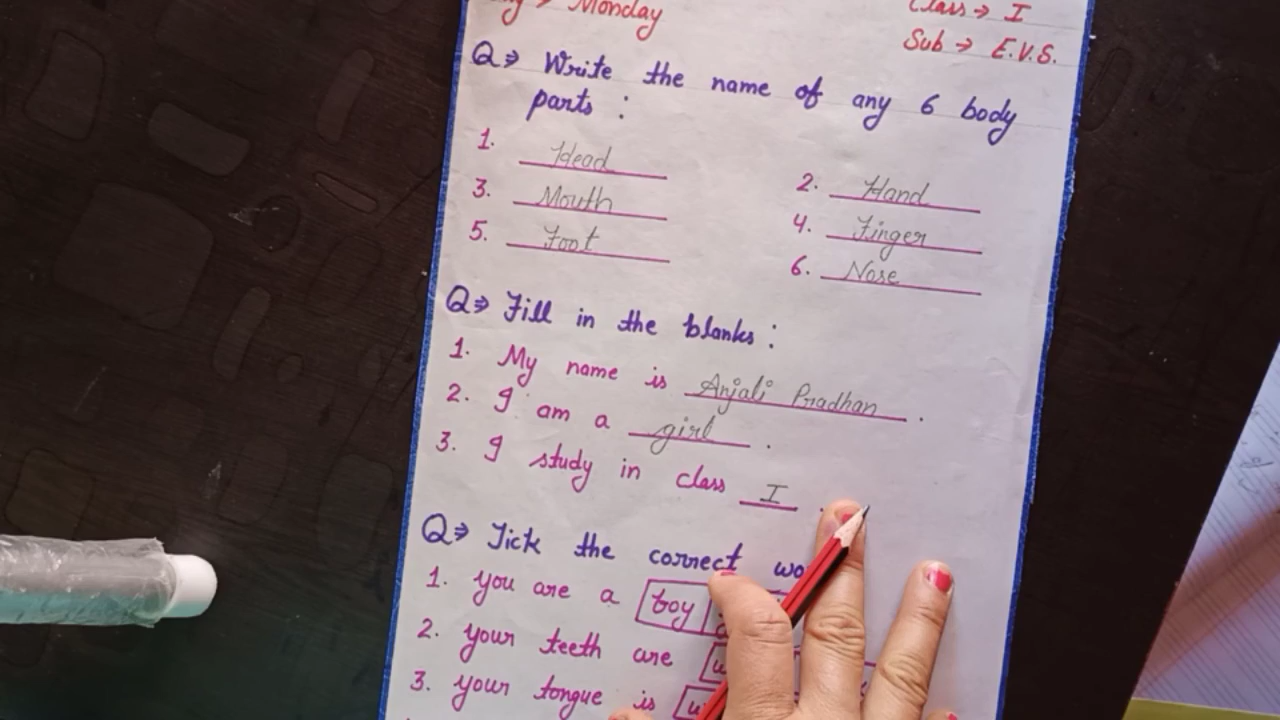 Monday
Class → I
Sub → E.V.S.
Q⇒ Write the name of any 6 body
parts :
1. Head
2. Hand
3. Mouth
4. Finger
5. Foot
6. Nose
Q⇒ Fill in the blanks :
1. My name is Anjali Pradhan .
2. I am a girl .
3. I study in class I .
Q⇒ Tick the correct
1. you are a boy
2. your teeth are
3. your tongue is